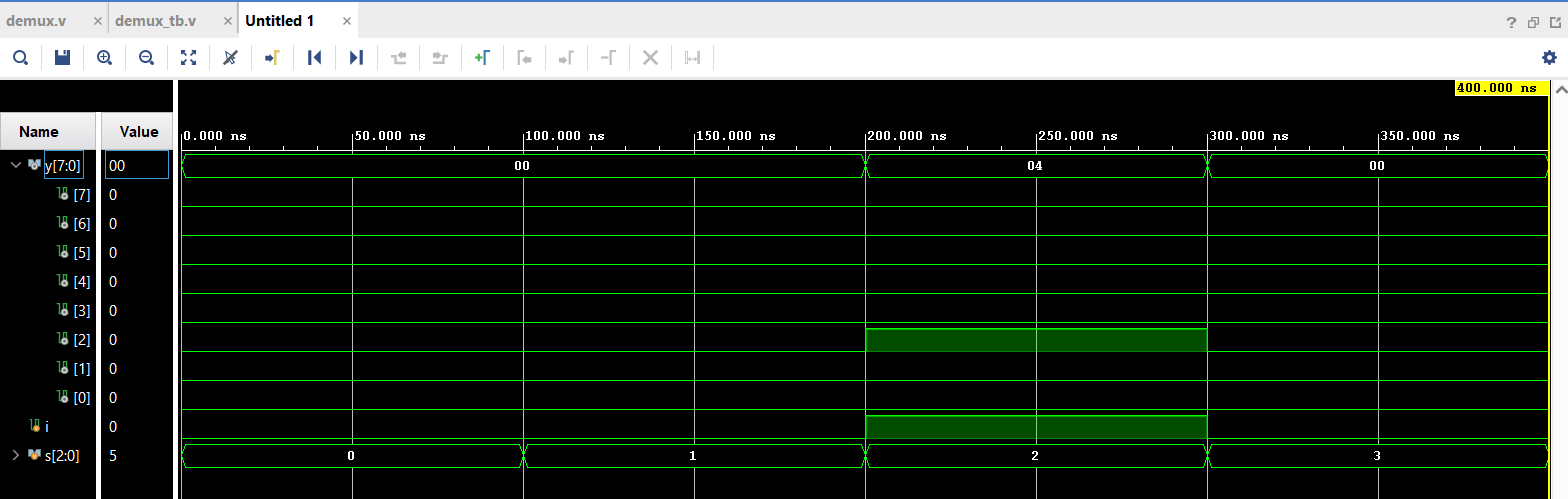 demux.v × demux_tb.v × Untitled 1 ×
?
400.000 ns
Name Value
0.000 ns 50.000 ns 100.000 ns 150.000 ns 200.000 ns 250.000 ns 300.000 ns 350.000 ns
y[7:0] 00 00 04 00
[7] 0
[6] 0
[5] 0
[4] 0
[3] 0
[2] 0
[1] 0
[0] 0
i 0
s[2:0] 5 0 1 2 3